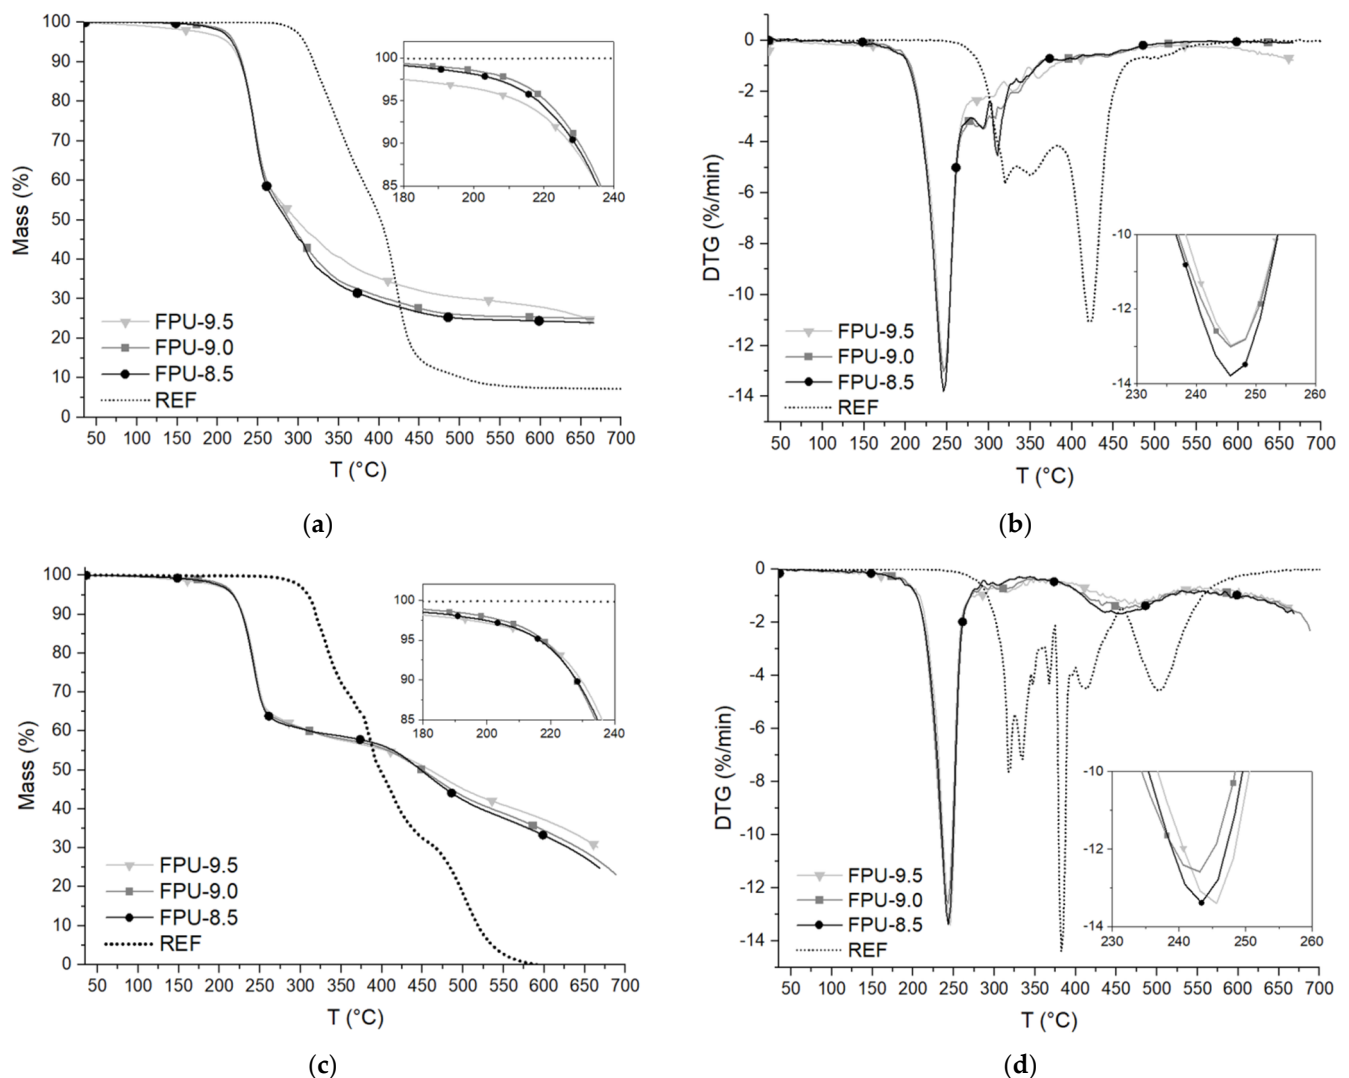 100
90
80
70
60
50
40
30
20
10
0
Mass (%)
50 100 150 200 250 300 350 400 450 500 550 600 650 700
T (°C)
100
95
90
85
180 200 220 240
FPU-9.5
FPU-9.0
FPU-8.5
REF
(a)
0
-2
-4
-6
-8
-10
-12
-14
DTG (%/min)
50 100 150 200 250 300 350 400 450 500 550 600 650 700
T (°C)
-10
-12
-14
230 240 250 260
FPU-9.5
FPU-9.0
FPU-8.5
REF
(b)
100
90
80
70
60
50
40
30
20
10
0
Mass (%)
50 100 150 200 250 300 350 400 450 500 550 600 650 700
T (°C)
100
95
90
85
180 200 220 240
FPU-9.5
FPU-9.0
FPU-8.5
REF
(c)
0
-2
-4
-6
-8
-10
-12
-14
DTG (%/min)
50 100 150 200 250 300 350 400 450 500 550 600 650 700
T (°C)
-10
-12
-14
230 240 250 260
FPU-9.5
FPU-9.0
FPU-8.5
REF
(d)